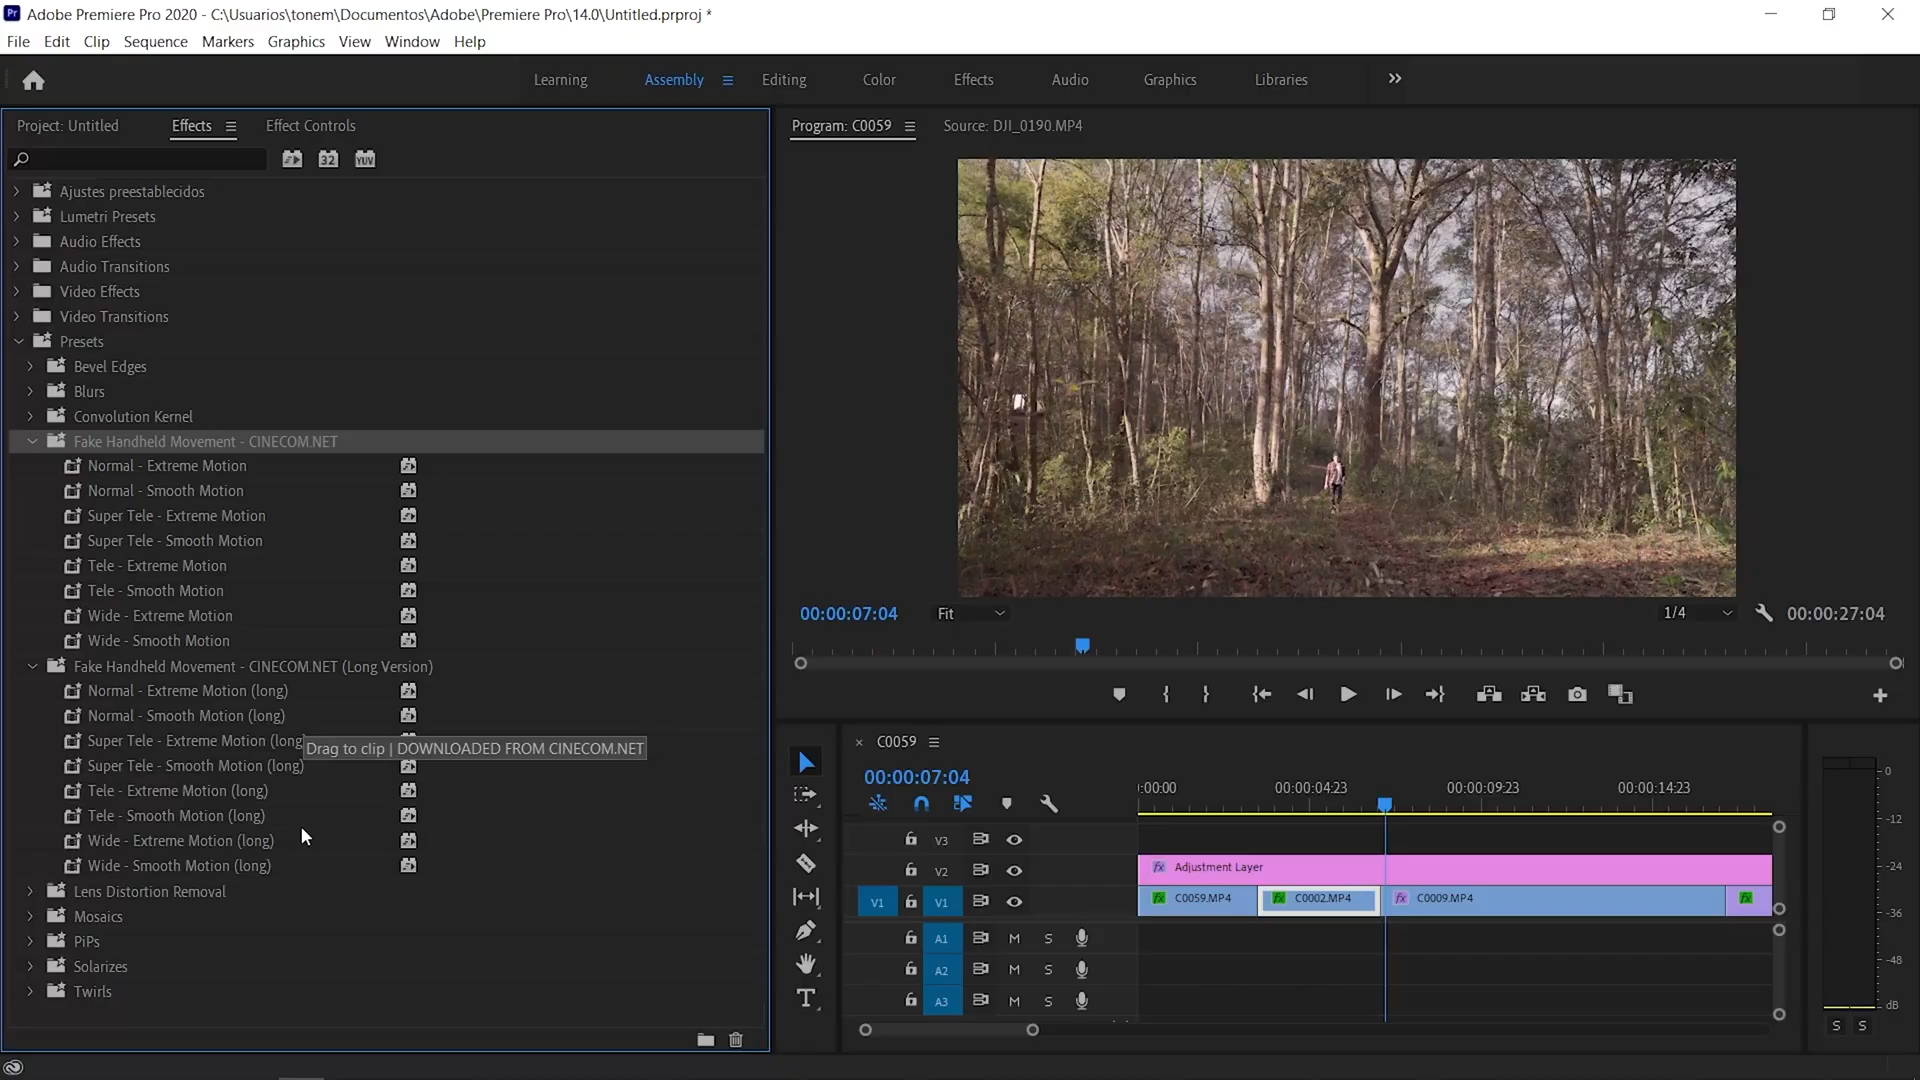 Adobe Premiere Pro 2020 - C:\Usuarios\tonem\Documentos\Adobe\Premiere Pro\14.0\Untitled.prproj *
File Edit Clip Sequence Markers Graphics View Window Help
Learning Assembly Editing Color Effects Audio Graphics Libraries
Project: Untitled Effects Effect Controls
32 YUV
Ajustes preestablecidos
Lumetri Presets
Audio Effects
Audio Transitions
Video Effects
Video Transitions
Presets
Bevel Edges
Blurs
Convolution Kernel
Fake Handheld Movement - CINECOM.NET
Normal - Extreme Motion
Normal - Smooth Motion
Super Tele - Extreme Motion
Super Tele - Smooth Motion
Tele - Extreme Motion
Tele - Smooth Motion
Wide - Extreme Motion
Wide - Smooth Motion
Fake Handheld Movement - CINECOM.NET (Long Version)
Normal - Extreme Motion (long)
Normal - Smooth Motion (long)
Super Tele - Extreme Motion (long
Drag to clip | DOWNLOADED FROM CINECOM.NET
Super Tele - Smooth Motion (long)
Tele - Extreme Motion (long)
Tele - Smooth Motion (long)
Wide - Extreme Motion (long)
Wide - Smooth Motion (long)
Lens Distortion Removal
Mosaics
PiPs
Solarizes
Twirls
Program: C0059 Source: DJI_0190.MP4
00:00:07:04 Fit 1/4 00:00:27:04
C0059
00:00:07:04
:00:00 00:00:04:23 00:00:09:23 00:00:14:23
V3
V2 fx Adjustment Layer
V1 V1 fx C0059.MP4 fx C0002.MP4 fx C0009.MP4 fx
A1 M S
A2 M S
A3 M S
0
-12
-24
-36
-48
dB
S S